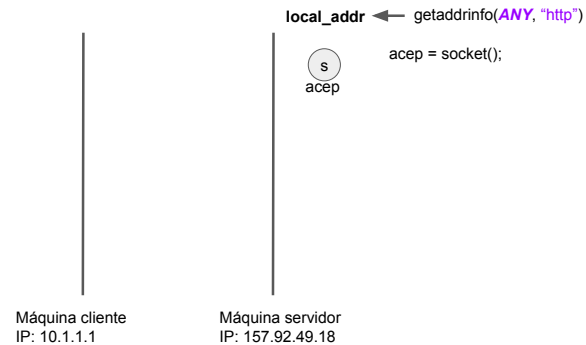 local_addr getaddrinfo(ANY, “http”)
acep = socket();
s
acep
Máquina cliente
IP: 10.1.1.1
Máquina servidor
IP: 157.92.49.18